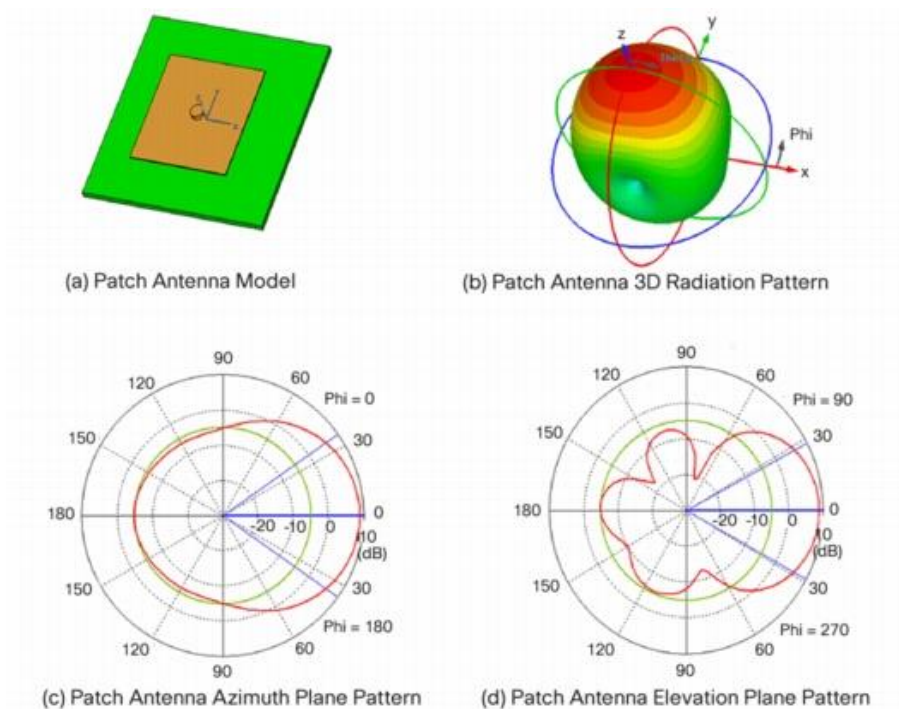 z
y
Phi
x
(a) Patch Antenna Model
(b) Patch Antenna 3D Radiation Pattern
90
120
60
Phi = 0
150
30
180
-20 -10 0
0
10
(dB)
150
30
Phi = 180
120
60
90
(c) Patch Antenna Azimuth Plane Pattern
90
120
60
Phi = 90
150
30
180
-20 -10 0
0
10
(dB)
150
30
Phi = 270
120
60
90
(d) Patch Antenna Elevation Plane Pattern